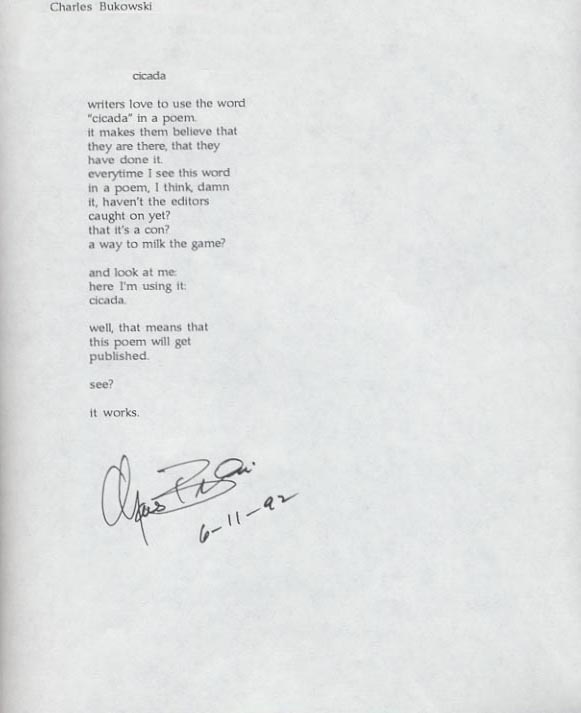 Charles Bukowski
cicada
writers love to use the word
"cicada" in a poem.
it makes them believe that
they are there, that they
have done it.
everytime I see this word
in a poem, I think, damn
it, haven't the editors
caught on yet?
that it's a con?
a way to milk the game?
and look at me:
here I'm using it:
cicada.
well, that means that
this poem will get
published.
see?
it works.
6-11-92